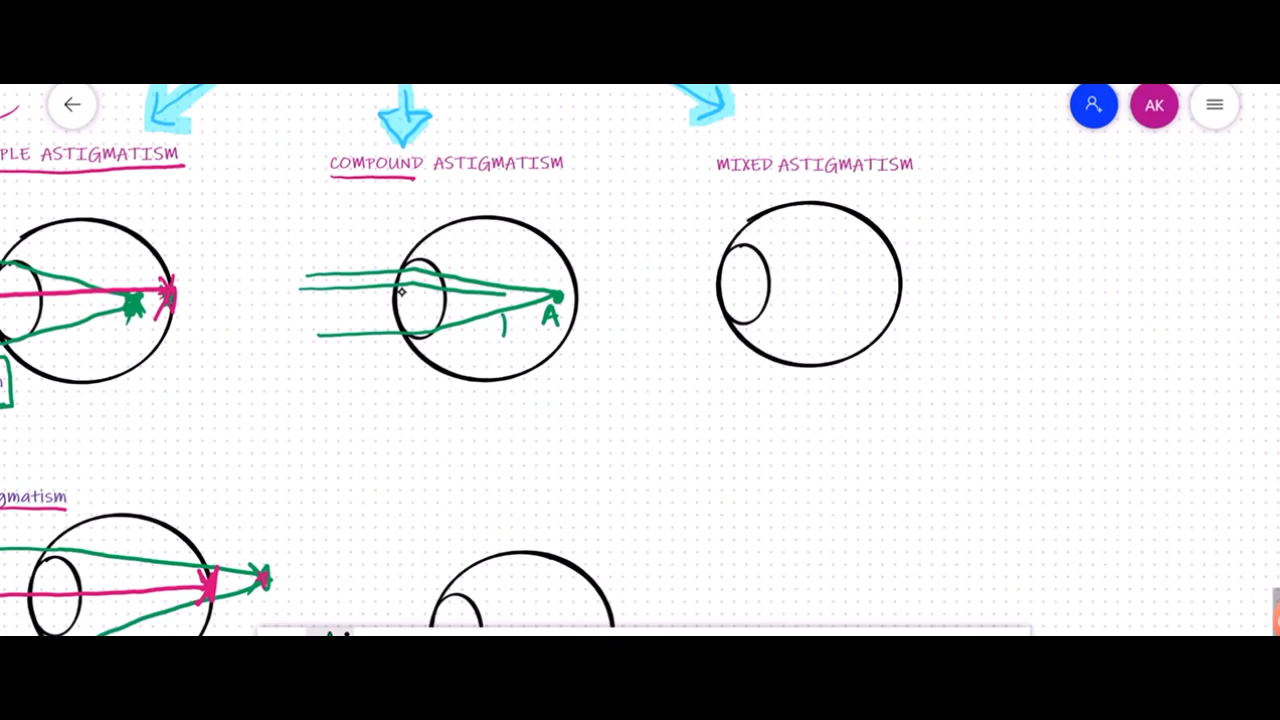 AK
PLE ASTIGMATISM
COMPOUND ASTIGMATISM
MIXED ASTIGMATISM
A
n
gmatism